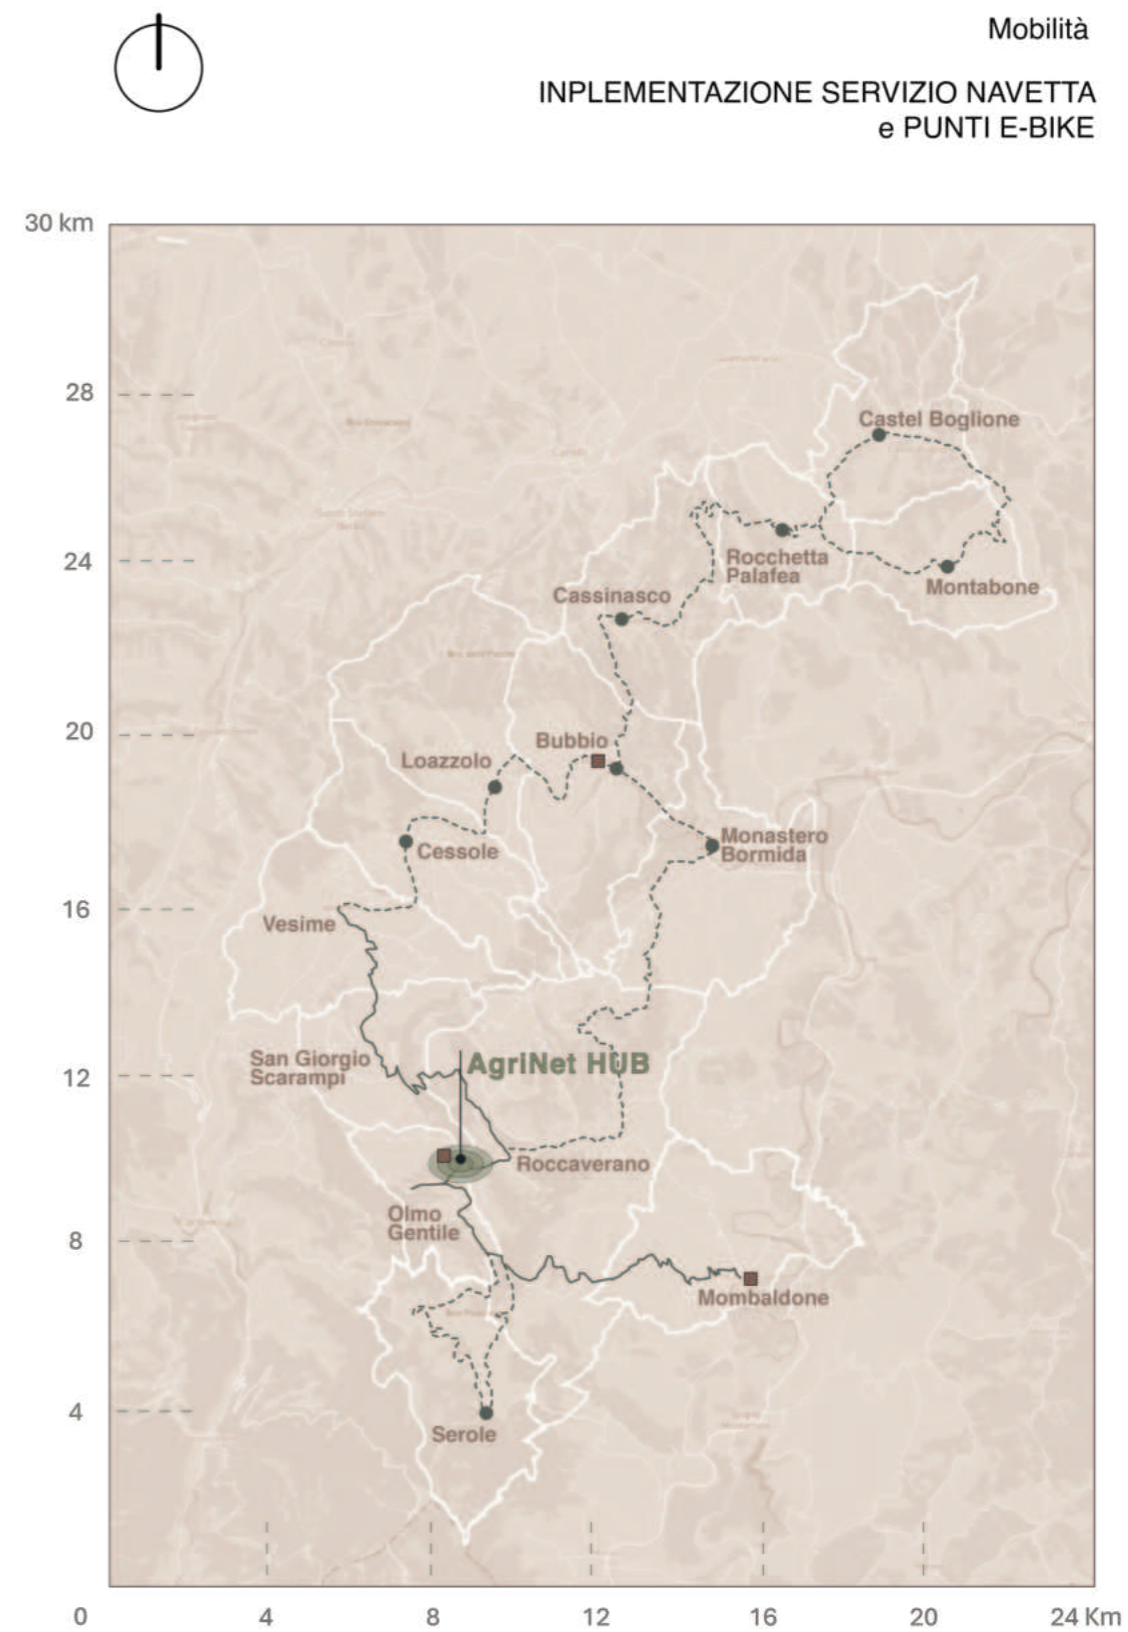 Mobilità
INPLEMENTAZIONE SERVIZIO NAVETTA
e PUNTI E-BIKE
30 km
28
Castel Boglione
24
Rocchetta
Palafea
Montabone
Cassinasco
20
Bubbio
Loazzolo
Monastero
Bormida
Cessole
16
Vesime
San Giorgio
Scarampi
AgriNet HUB
12
Roccaverano
Olmo
Gentile
8
Mombaldone
4
Serole
0
4
8
12
16
20
24 Km